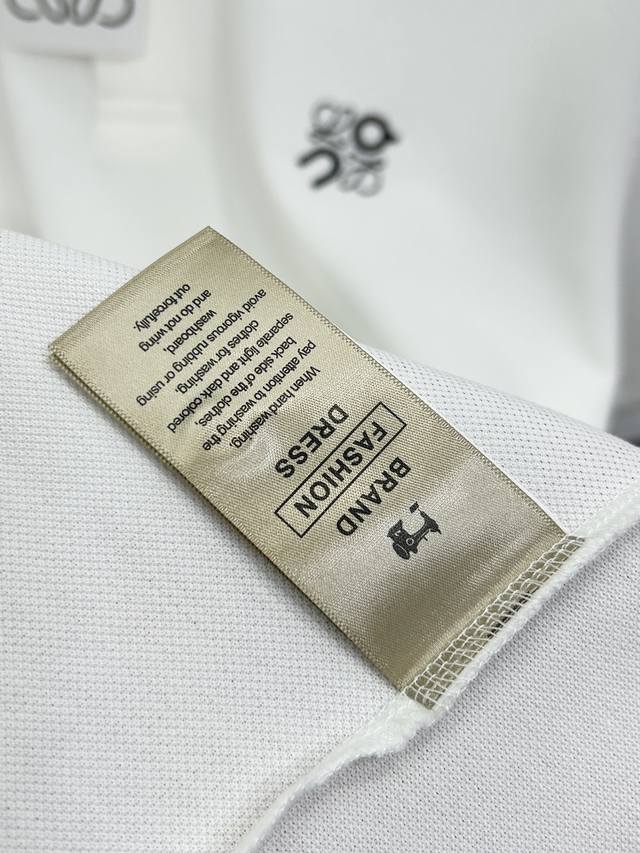 BRAND
FASHION
DRESS
When hand washing
pay attention to washing the
back side of the clothes,
separate light and dark colored
clothes for washing.
avoid vigorous rubbing or using
washboard,
and do not wring
out forcefully.